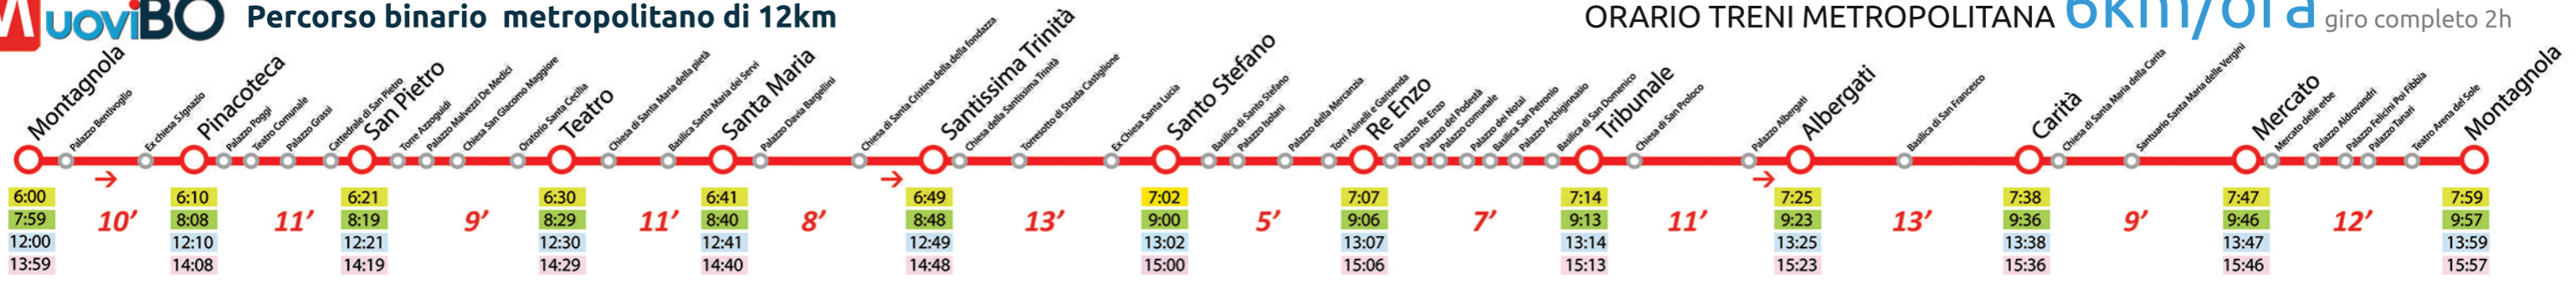 MuoviBO Percorso binario metropolitano di 12km
ORARIO TRENI METROPOLITANA 6km/ora giro completo 2h
Montagnola
Palazzo Bentivoglio
Ex chiesa S.Ignazio
Pinacoteca
Palazzo Poggi
Teatro Comunale
Palazzo Grassi
Cattedrale di San Pietro
San Pietro
Torre Azzoguidi
Palazzo Malvezzi De Medici
Chiesa San Giacomo Maggiore
Oratorio Santa Cecilia
Teatro
Chiesa di Santa Maria della pietà
Basilica Santa Maria dei Servi
Santa Maria
Palazzo Davia Bargellini
Chiesa di Santa Cristina della fondazza
Santissima Trinità
Chiesa della Santissima Trinità
Torresotto di Strada Castiglione
Ex Chiesa Santa Lucia
Santo Stefano
Basilica di Santo Stefano
Palazzo Isolani
Palazzo della Mercanzia
Torri Asinelli e Garisenda
Re Enzo
Palazzo Re Enzo
Palazzo del Podestà
Palazzo comunale
Palazzo dei Notai
Basilica San Petronio
Palazzo Archiginnasio
Basilica di San Domenico
Tribunale
Chiesa di San Proloco
Palazzo Albergati
Albergati
Basilica di San Francesco
Carità
Chiesa di Santa Maria della Carita
Santuario Santa Maria delle Vergini
Mercato
Mercato delle erbe
Palazzo Aldrovandri
Palazzo Felicini Poi Fibbia
Palazzo Tanari
Teatro Arena del Sole
Montagnola
6:00 6:10 6:21 6:30 6:41 6:49 7:02 7:07 7:14 7:25 7:38 7:47 7:59
7:59 8:08 8:19 8:29 8:40 8:48 9:00 9:06 9:13 9:23 9:36 9:46 9:57
10’ 11’ 9’ 11’ 8’ 13’ 5’ 7’ 11’ 13’ 9’ 12’
12:00 12:10 12:21 12:30 12:41 12:49 13:02 13:07 13:14 13:25 13:38 13:47 13:59
13:59 14:08 14:19 14:29 14:40 14:48 15:00 15:06 15:13 15:23 15:36 15:46 15:57